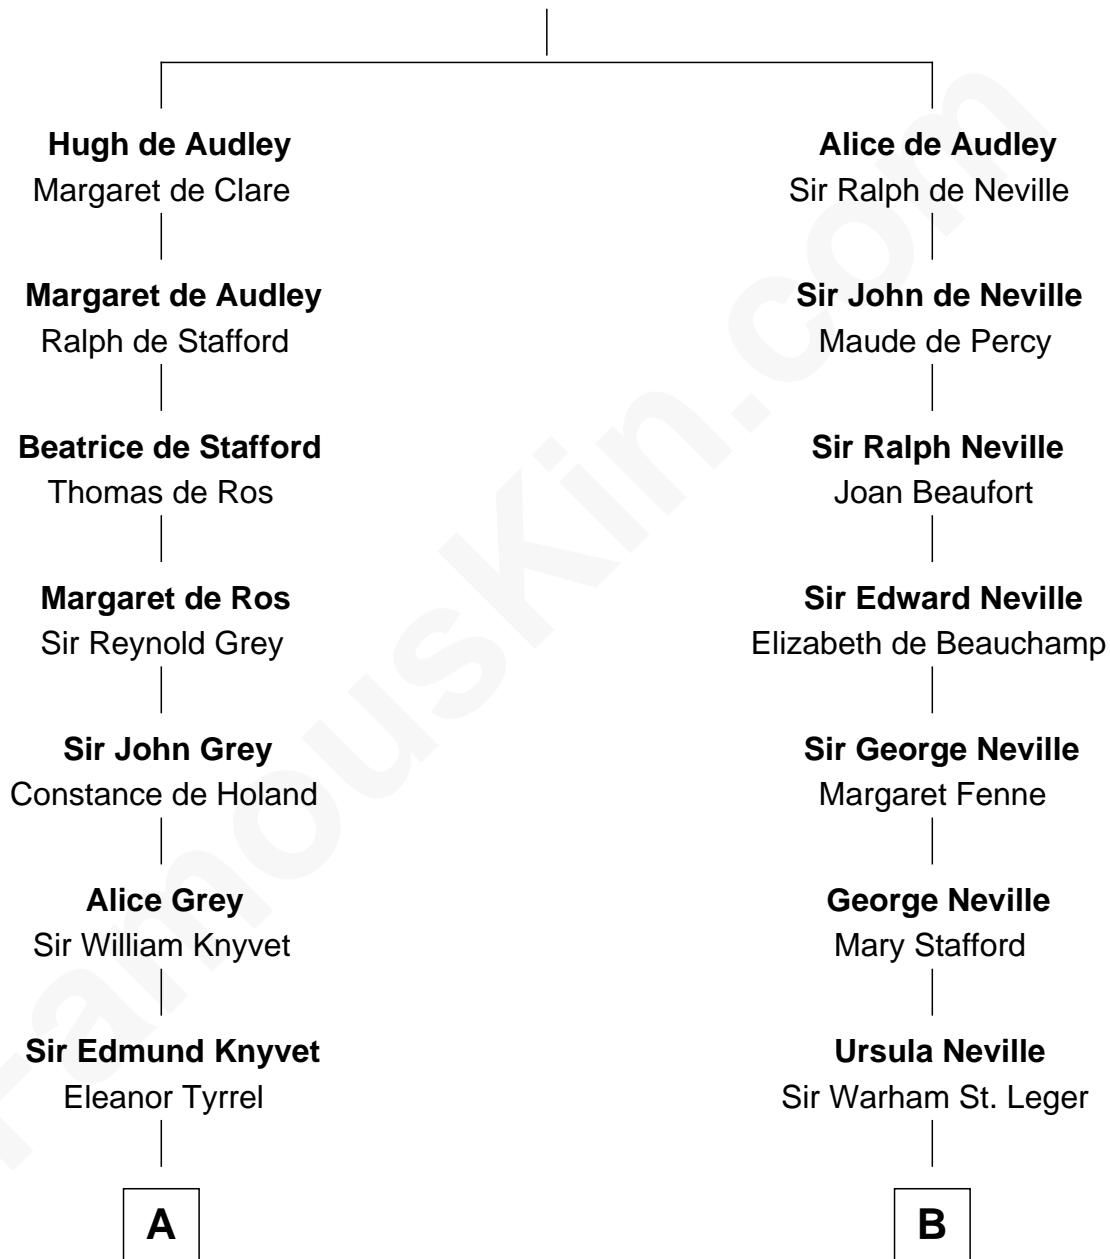 Hugh de Audley
Margaret de Clare
Margaret de Audley
Ralph de Stafford
Beatrice de Stafford
Thomas de Ros
Margaret de Ros
Sir Reynold Grey
Sir John Grey
Constance de Holand
Alice Grey
Sir William Knyvet
Sir Edmund Knyvet
Eleanor Tyrrel
A
Alice de Audley
Sir Ralph de Neville
Sir John de Neville
Maude de Percy
Sir Ralph Neville
Joan Beaufort
Sir Edward Neville
Elizabeth de Beauchamp
Sir George Neville
Margaret Fenne
George Neville
Mary Stafford
Ursula Neville
Sir Warham St. Leger
B
FamousKin.com